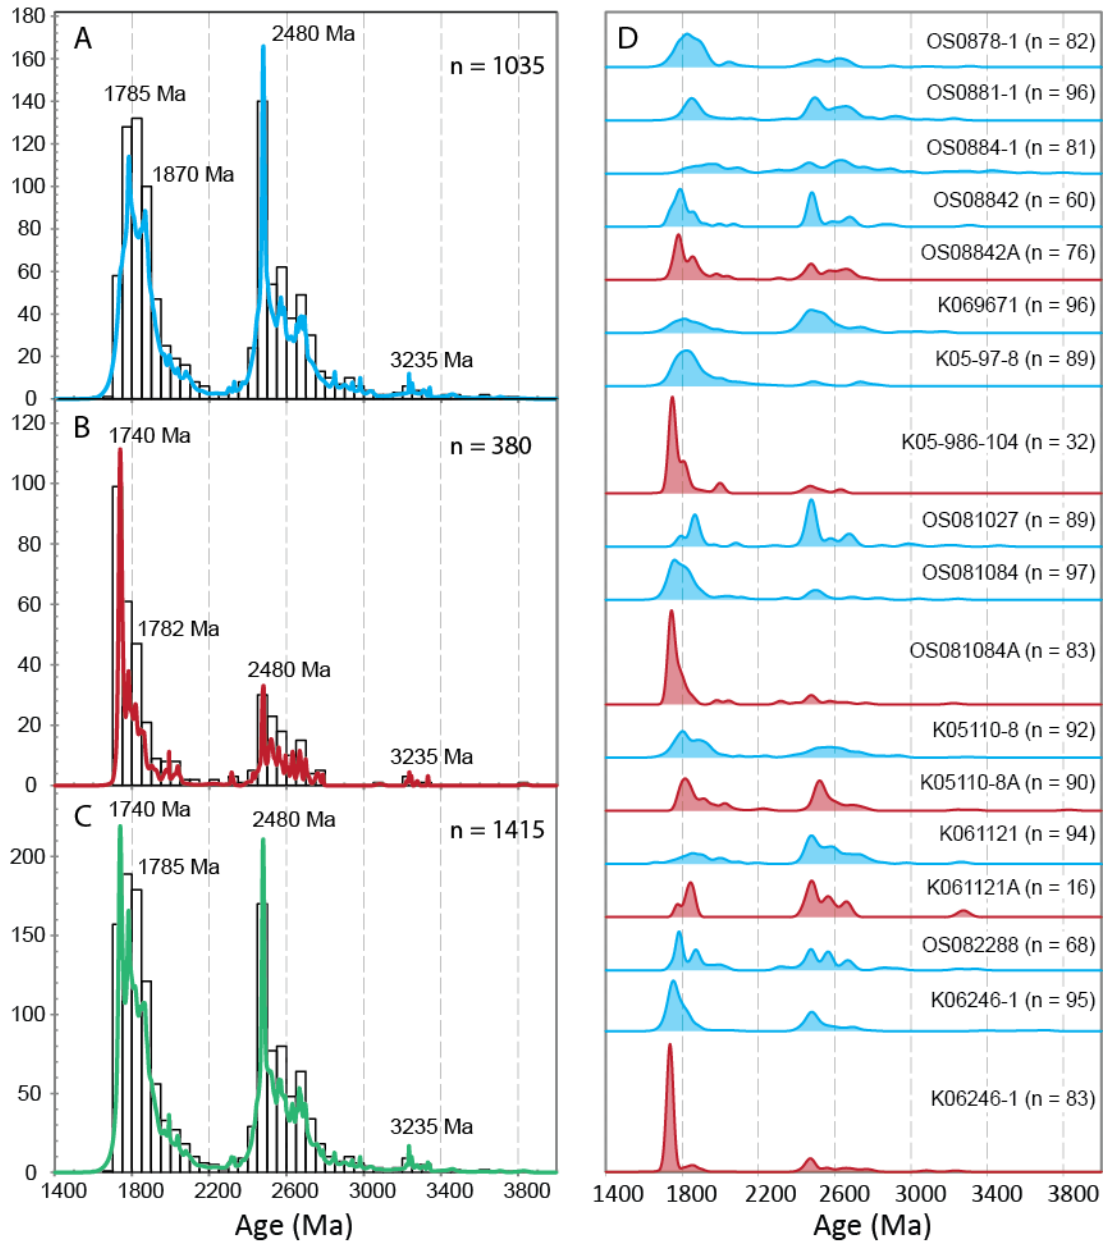 A
n = 1035
2480 Ma
1785 Ma
1870 Ma
3235 Ma
180
160
140
120
100
80
60
40
20
0
B
n = 380
1740 Ma
1782 Ma
2480 Ma
3235 Ma
120
100
80
60
40
20
0
C
n = 1415
1740 Ma
2480 Ma
1785 Ma
3235 Ma
200
150
100
50
0
1400 1800 2200 2600 3000 3400 3800
Age (Ma)
D
OS0878-1 (n = 82)
OS0881-1 (n = 96)
OS0884-1 (n = 81)
OS08842 (n = 60)
OS08842A (n = 76)
K069671 (n = 96)
K05-97-8 (n = 89)
K05-986-104 (n = 32)
OS081027 (n = 89)
OS081084 (n = 97)
OS081084A (n = 83)
K05110-8 (n = 92)
K05110-8A (n = 90)
K061121 (n = 94)
K061121A (n = 16)
OS082288 (n = 68)
K06246-1 (n = 95)
K06246-1 (n = 83)
1400 1800 2200 2600 3000 3400 3800
Age (Ma)